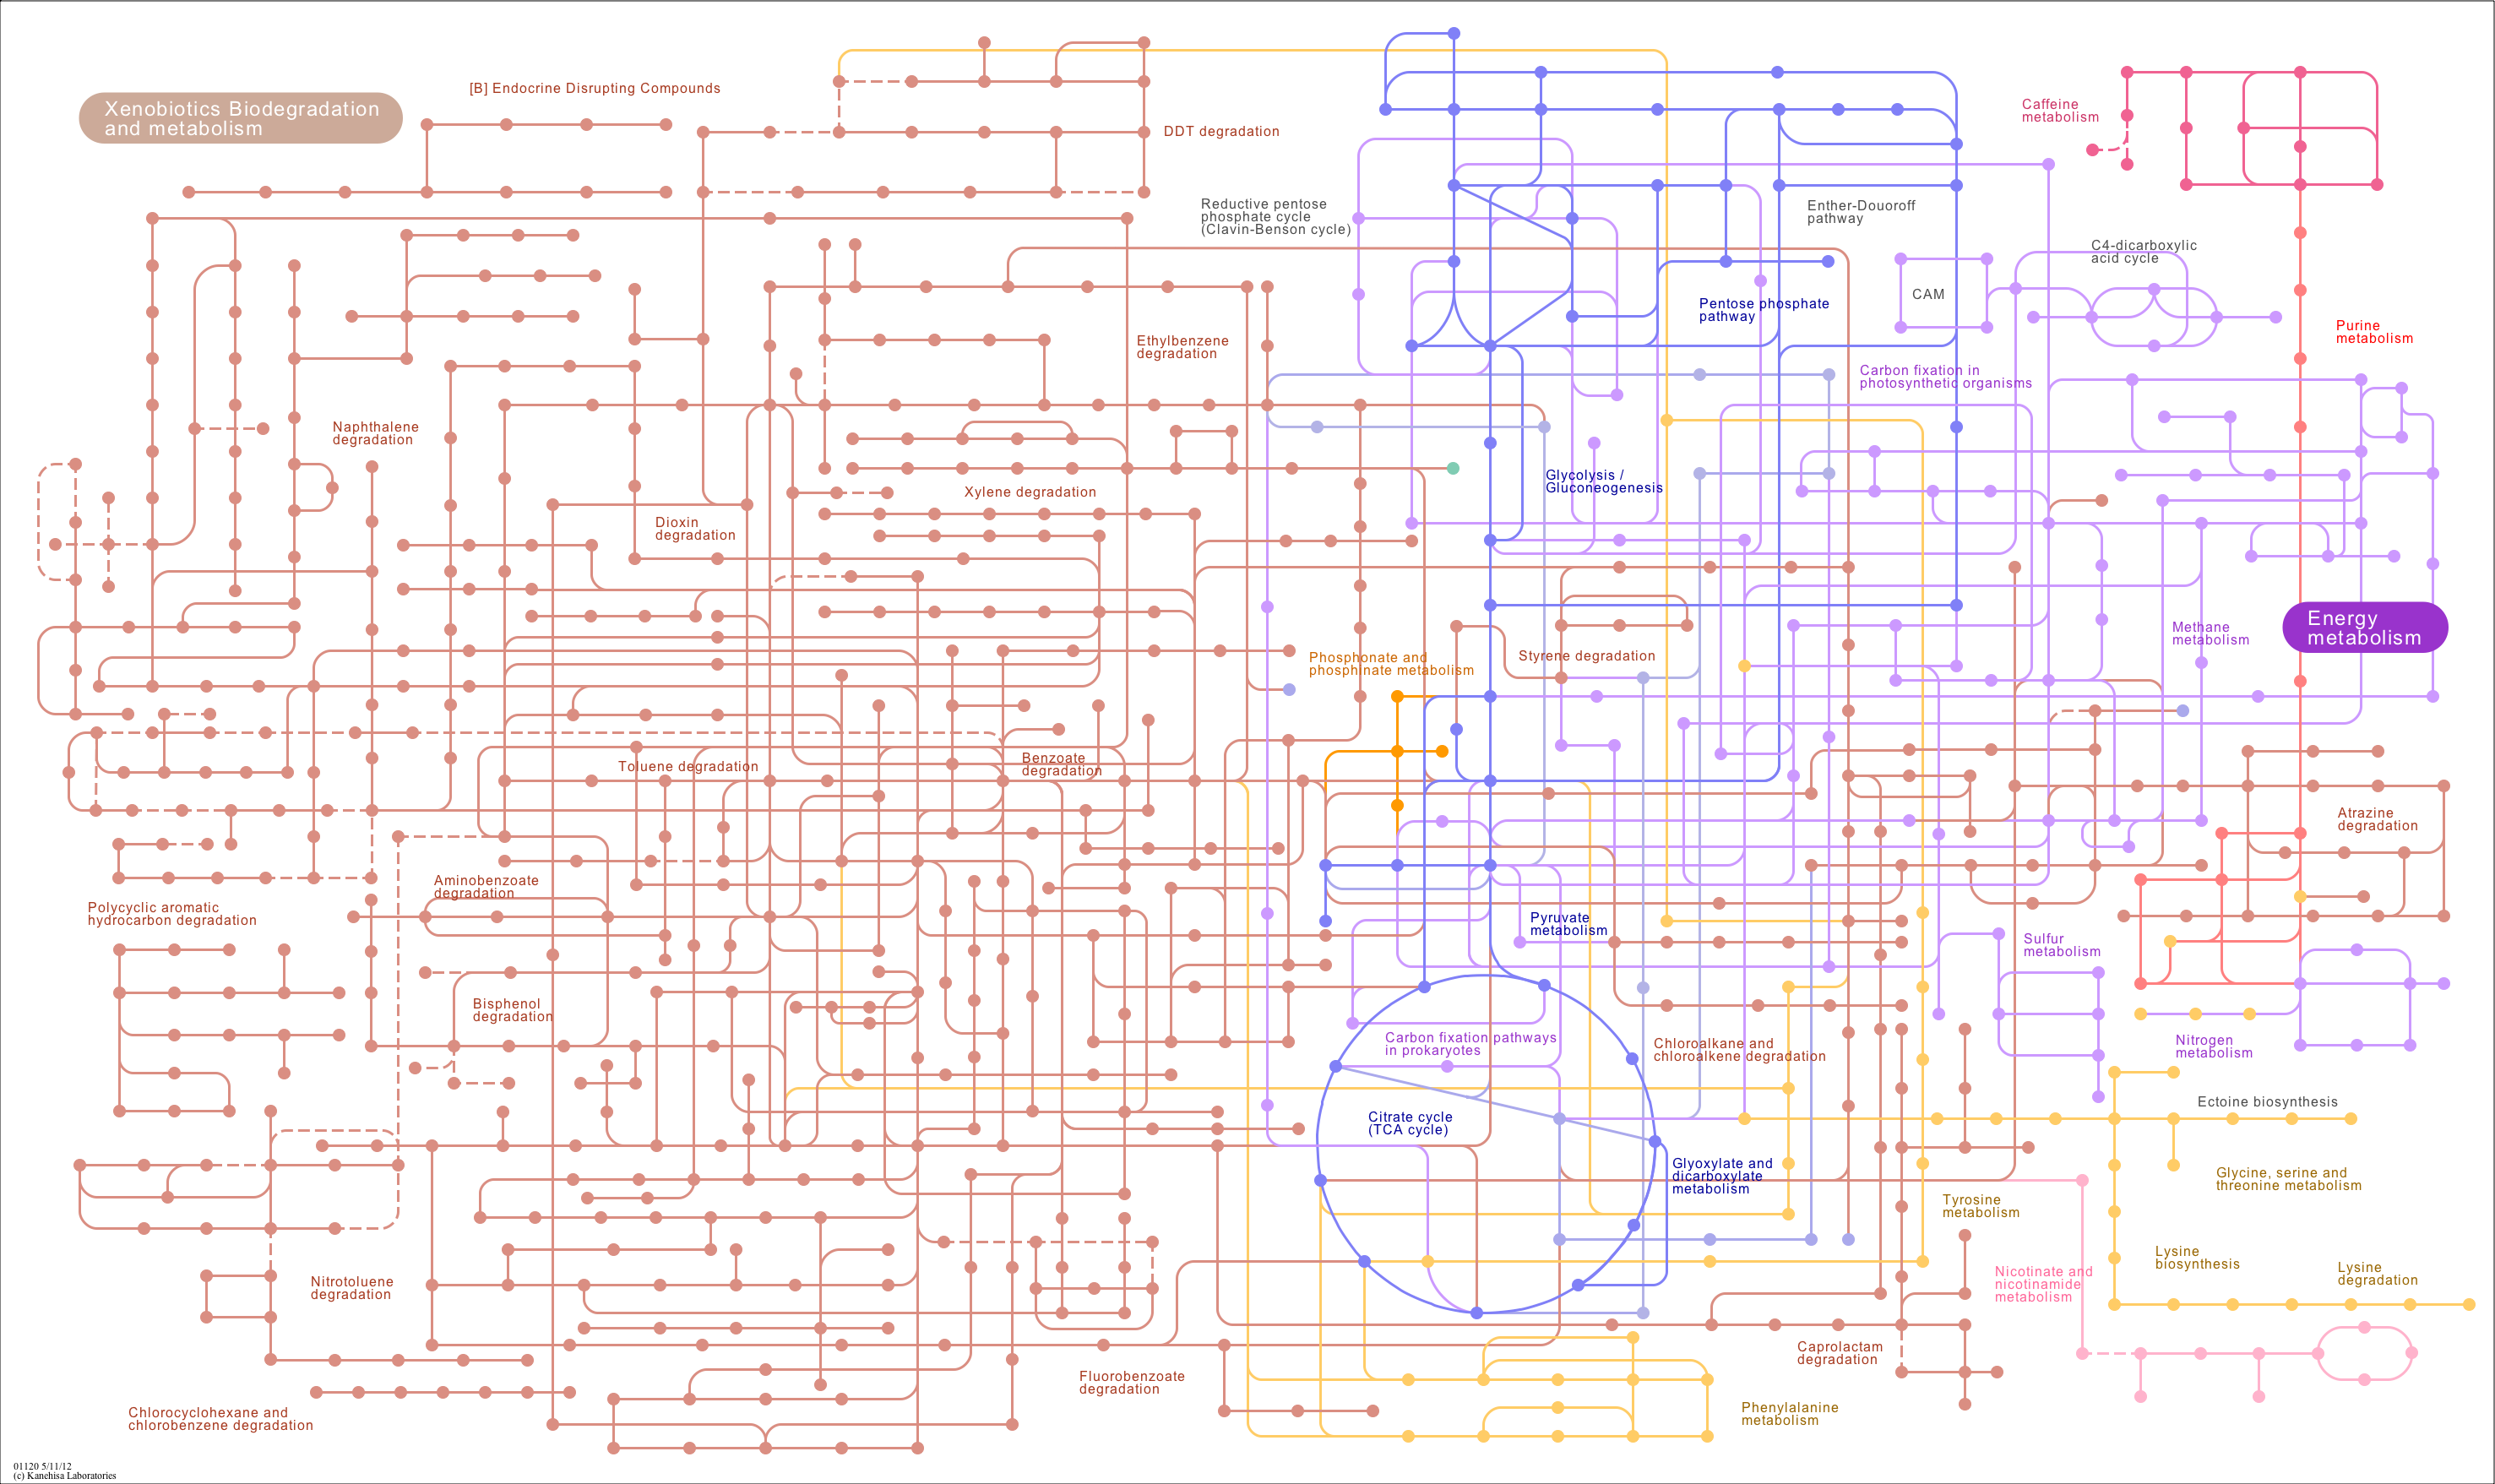 Xenobiotics Biodegradation
and metabolism
[B] Endocrine Disrupting Compounds
DDT degradation
Caffeine
metabolism
Reductive pentose
phosphate cycle
(Clavin-Benson cycle)
Enther-Douoroff
pathway
C4-dicarboxylic
acid cycle
CAM
Pentose phosphate
pathway
Purine
metabolism
Ethylbenzene
degradation
Carbon fixation in
photosynthetic organisms
Naphthalene
degradation
Glycolysis /
Gluconeogenesis
Xylene degradation
Dioxin
degradation
Energy
metabolism
Methane
metabolism
Phosphonate and
phosphinate metabolism
Styrene degradation
Toluene degradation
Benzoate
degradation
Atrazine
degradation
Aminobenzoate
degradation
Polycyclic aromatic
hydrocarbon degradation
Pyruvate
metabolism
Sulfur
metabolism
Bisphenol
degradation
Carbon fixation pathways
in prokaryotes
Chloroalkane and
chloroalkene degradation
Nitrogen
metabolism
Ectoine biosynthesis
Citrate cycle
(TCA cycle)
Glyoxylate and
dicarboxylate
metabolism
Glycine, serine and
threonine metabolism
Tyrosine
metabolism
Lysine
biosynthesis
Lysine
degradation
Nicotinate and
nicotinamide
metabolism
Nitrotoluene
degradation
Caprolactam
degradation
Fluorobenzoate
degradation
Phenylalanine
metabolism
Chlorocyclohexane and
chlorobenzene degradation
01120 5/11/12
(c) Kanehisa Laboratories